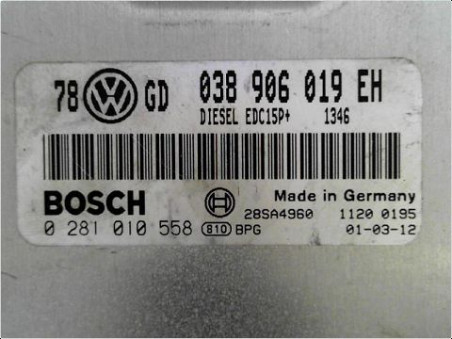 78 GD 038 906 019 EH
DIESEL EDC15P+ 1346
BOSCH Made in Germany
28SA4960 1120 0195
0 281 010 558 810 BPG 01-03-12